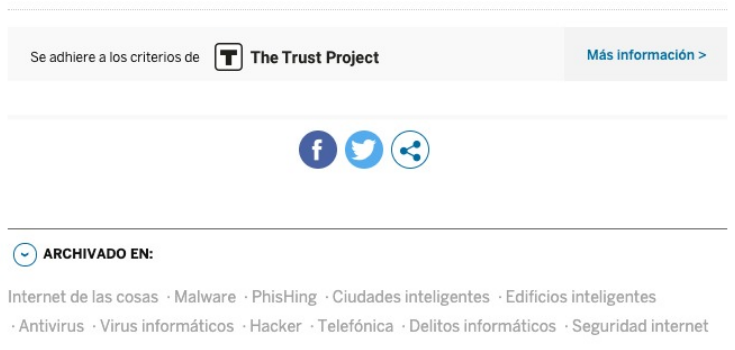 Se adhiere a los criterios de T The Trust Project Más información >
f
ARCHIVADO EN:
Internet de las cosas · Malware · PhisHing · Ciudades inteligentes · Edificios inteligentes
· Antivirus · Virus informáticos · Hacker · Telefónica · Delitos informáticos · Seguridad internet